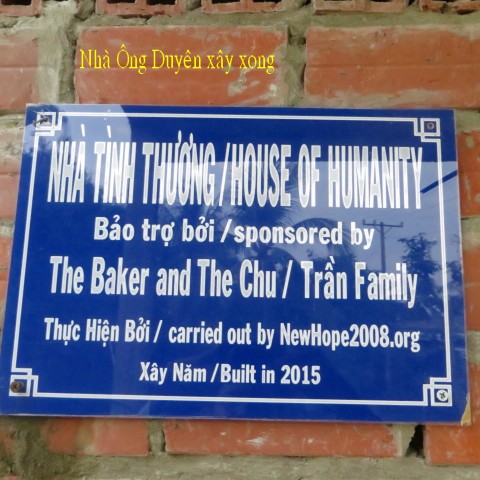 Nhà Ông Duyên xây xong
NHÀ TÌNH THƯƠNG / HOUSE OF HUMANITY
Bảo trợ bởi / sponsored by
The Baker and The Chu / Trần Family
Thực Hiện Bởi / carried out by NewHope2008.org
Xây Năm / Built in 2015